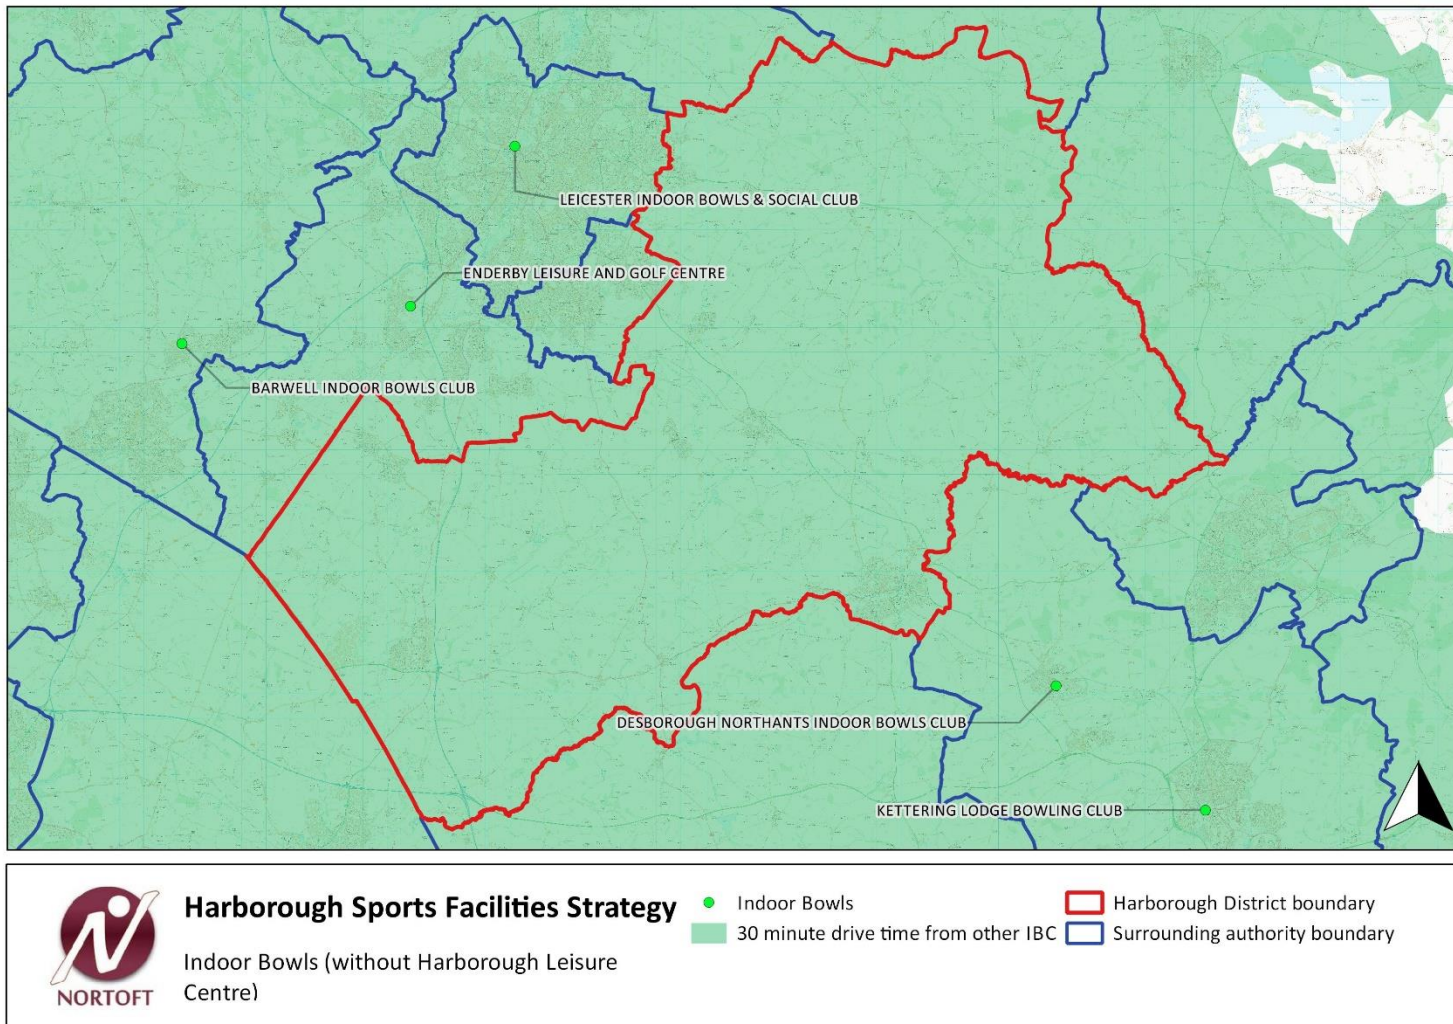 LEICESTER INDOOR BOWLS & SOCIAL CLUB
ENDERBY LEISURE AND GOLF CENTRE
BARWELL INDOOR BOWLS CLUB
DESBOROUGH NORTHANTS INDOOR BOWLS CLUB
KETTERING LODGE BOWLING CLUB
NORTOFT
Harborough Sports Facilities Strategy
Indoor Bowls (without Harborough Leisure
Centre)
Indoor Bowls
30 minute drive time from other IBC
Harborough District boundary
Surrounding authority boundary